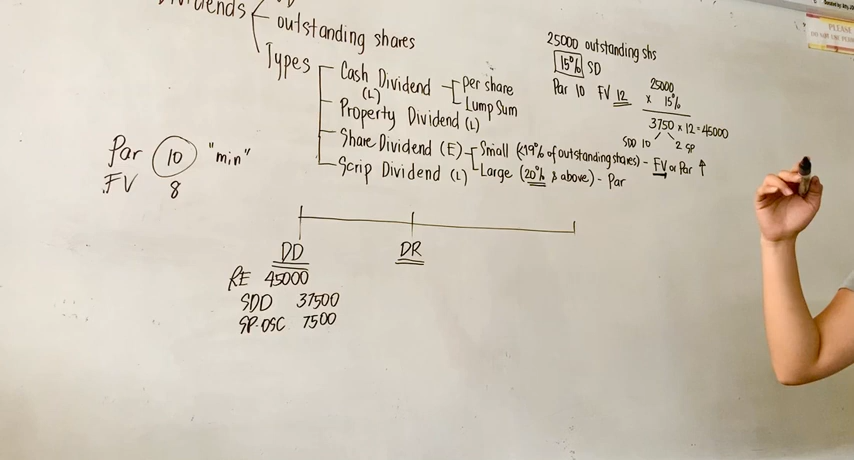 outstanding shares
Types
Cash Dividend (L)
Per share
Lump Sum
Property Dividend (L)
Share Dividend (E)
Small (<19% of outstanding shares) - FV or Par ↑
Large (20% & above) - Par
Scrip Dividend (L)
25000 outstanding shs
15% SD
Par 10 FV 12
25000
x 15%
3750 x 12 = 45000
SDD 10
2 SP
Par 10 "min"
FV 8
DD
DR
RE 45000
SDD 37500
SP-OSC 7500
PLEASE